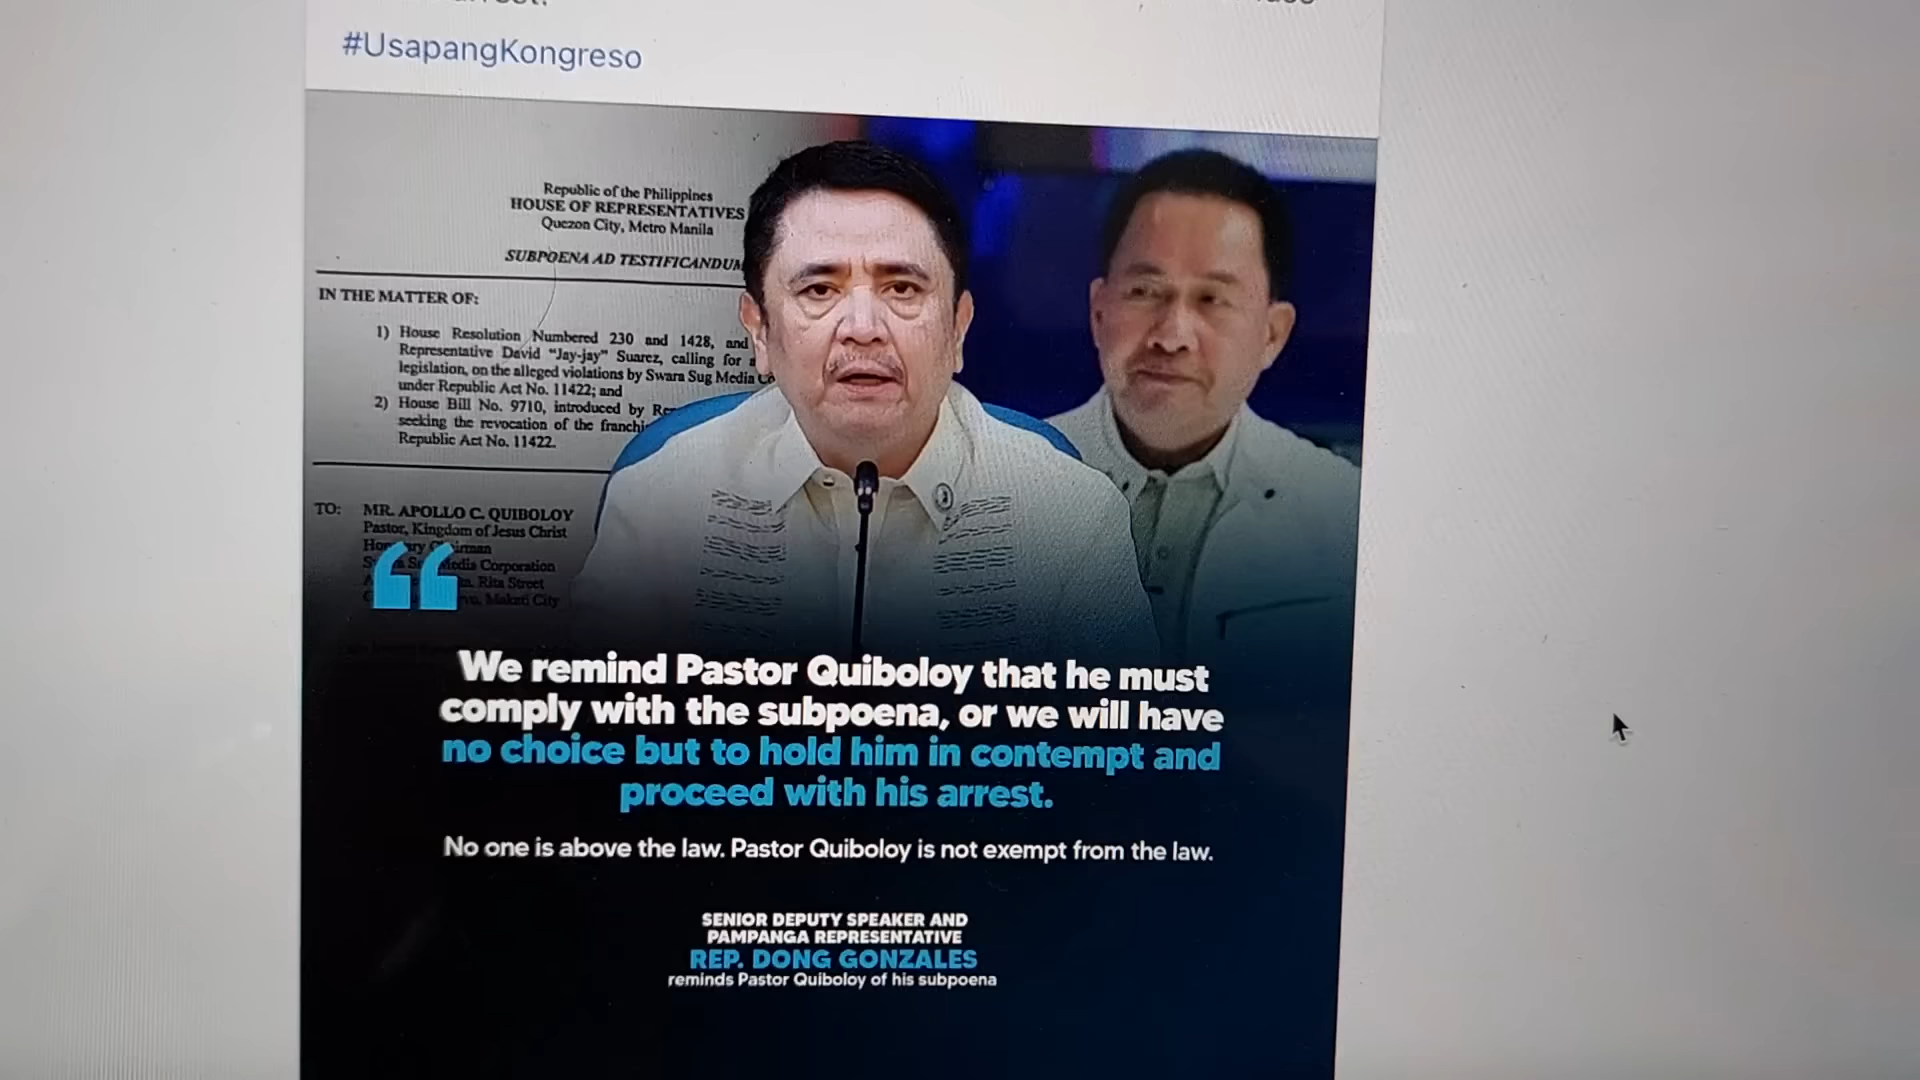 #UsapangKongreso
Republic of the Philippines
HOUSE OF REPRESENTATIVES
Quezon City, Metro Manila
SUBPOENA AD TESTIFICANDUM
IN THE MATTER OF:
1) House Resolution Numbered 230 and 1428, and
Representative David "Jay-jay" Suarez, calling for
legislation, on the alleged violations by Swara Sug Media
under Republic Act No. 11422; and
2) House Bill No. 9710, introduced by
seeking the revocation of the
Republic Act No. 11422.
TO: MR. APOLLO C. QUIBOLOY
Pastor, Kingdom of Jesus Christ
Corporation
Rita Street
Makati City
“
We remind Pastor Quiboloy that he must
comply with the subpoena, or we will have
no choice but to hold him in contempt and
proceed with his arrest.
No one is above the law. Pastor Quiboloy is not exempt from the law.
SENIOR DEPUTY SPEAKER AND
PAMPANGA REPRESENTATIVE
REP. DONG GONZALES
reminds Pastor Quiboloy of his subpoena